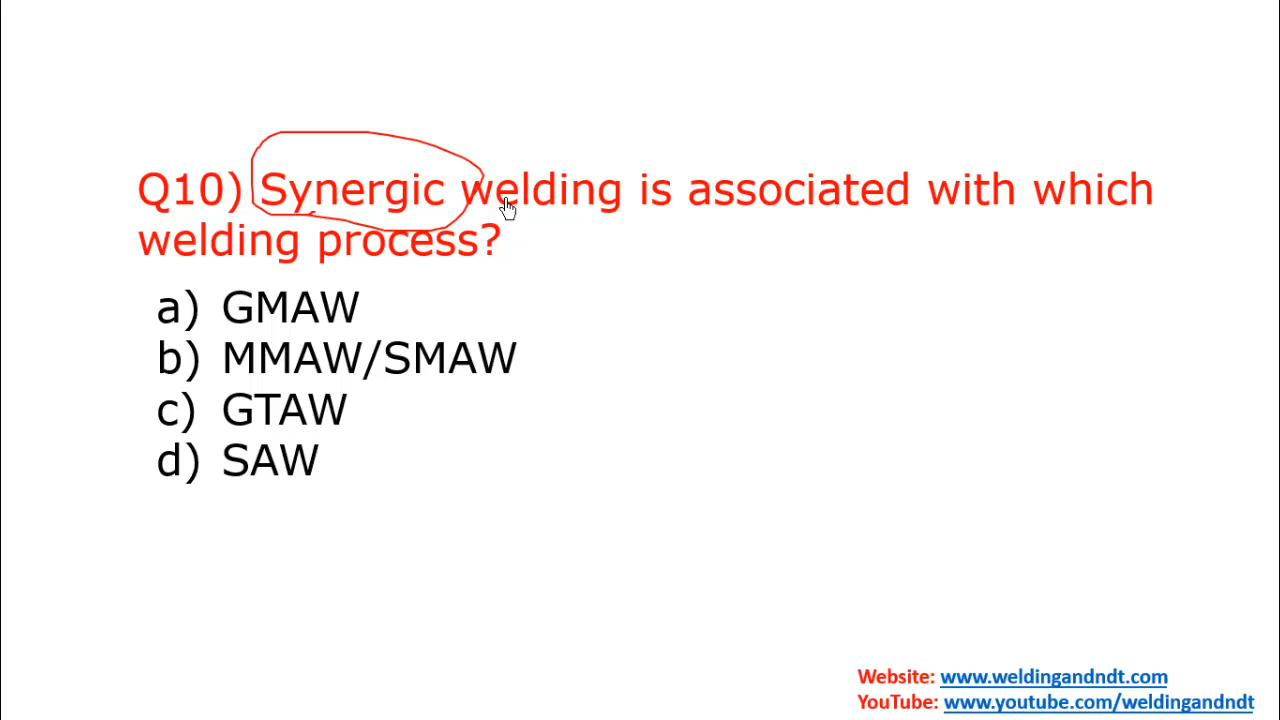 Q10) Synergic welding is associated with which
welding process?
a) GMAW
b) MMAW/SMAW
c) GTAW
d) SAW
Website: www.weldingandndt.com
YouTube: www.youtube.com/weldingandndt